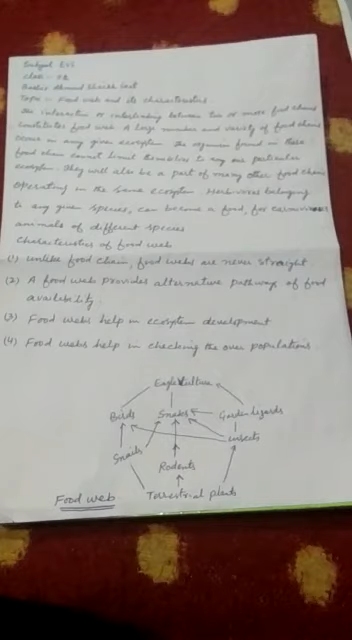 Subject EVS
Class - 9th
Topic - Food web and its characteristics.
The interaction or interlinking between two or more food chains
constitutes food web. A large number and variety of food chains
occur in any given ecosystem. The organism found in these
food chain cannot limit themselves to any one particular
ecosystem. They will also be a part of many other food chains
operating in the same ecosystem. Herbivores belonging
to any given species, can become a food, for carnivores
animals of different species
Characteristics of food web
(1) unlike food chain, food webs are never straight.
(2) A food web provides alternative pathways of food
availability.
(3) Food webs help in ecosystem development
(4) Food webs help in checking the over populations.
Eagle Vulture
Birds Snakes Garden lizards
insects
Snails
Rodents
Food web Terrestrial plants